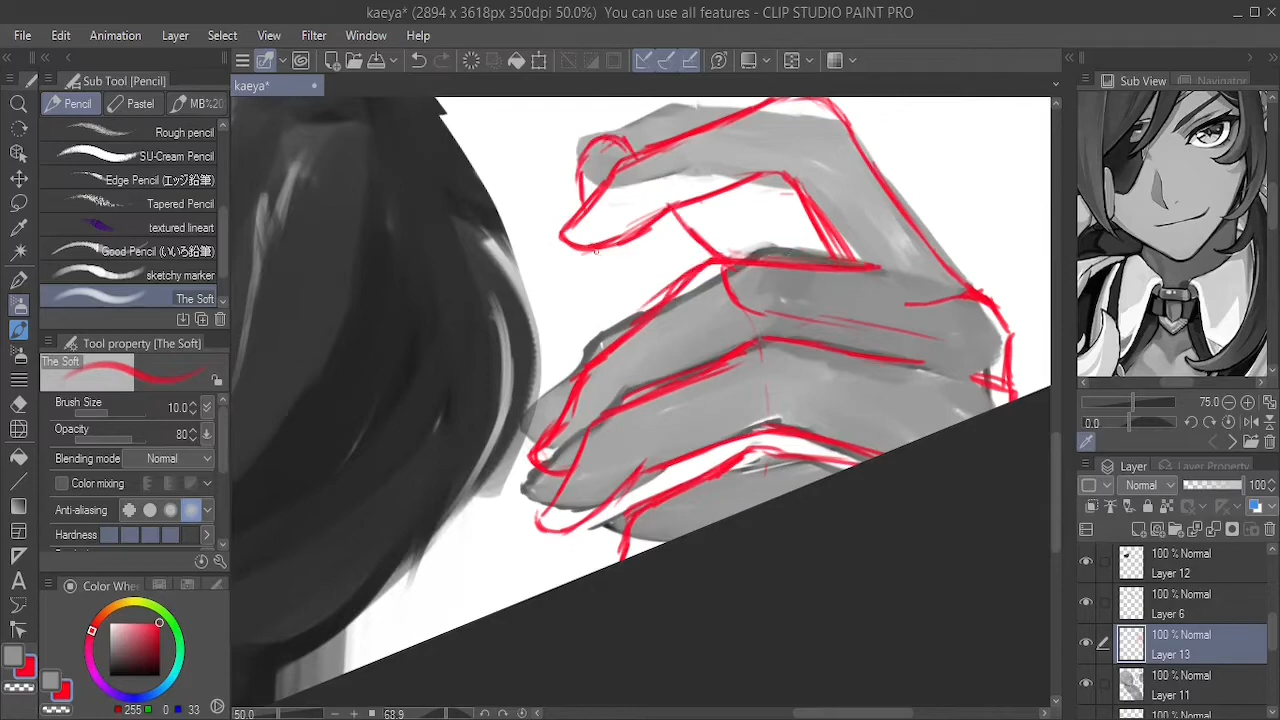 kaeya* (2894 x 3618px 350dpi 50.0%) You can use all features - CLIP STUDIO PAINT PRO
File Edit Animation Layer Select View Filter Window Help
Sub Tool [Pencil]
kaeya*
Sub View Navigator
Pencil Pastel MB%20
Rough pencil
SU-Cream Pencil
Edge Pencil (エッジ鉛筆)
Tapered Pencil
textured lineart
sketchy marker
The Soft
Tool property [The Soft]
The Soft
Brush Size 10.0
Opacity 80
Blending mode Normal
Color mixing
Anti-aliasing
Hardness
Color Whe
255 0 33
50.0 68.9
75.0
0.0
Layer Layer Property
Normal 100
100 % Normal
Layer 12
100 % Normal
Layer 6
100 % Normal
Layer 13
100 % Normal
Layer 11
100 % Normal